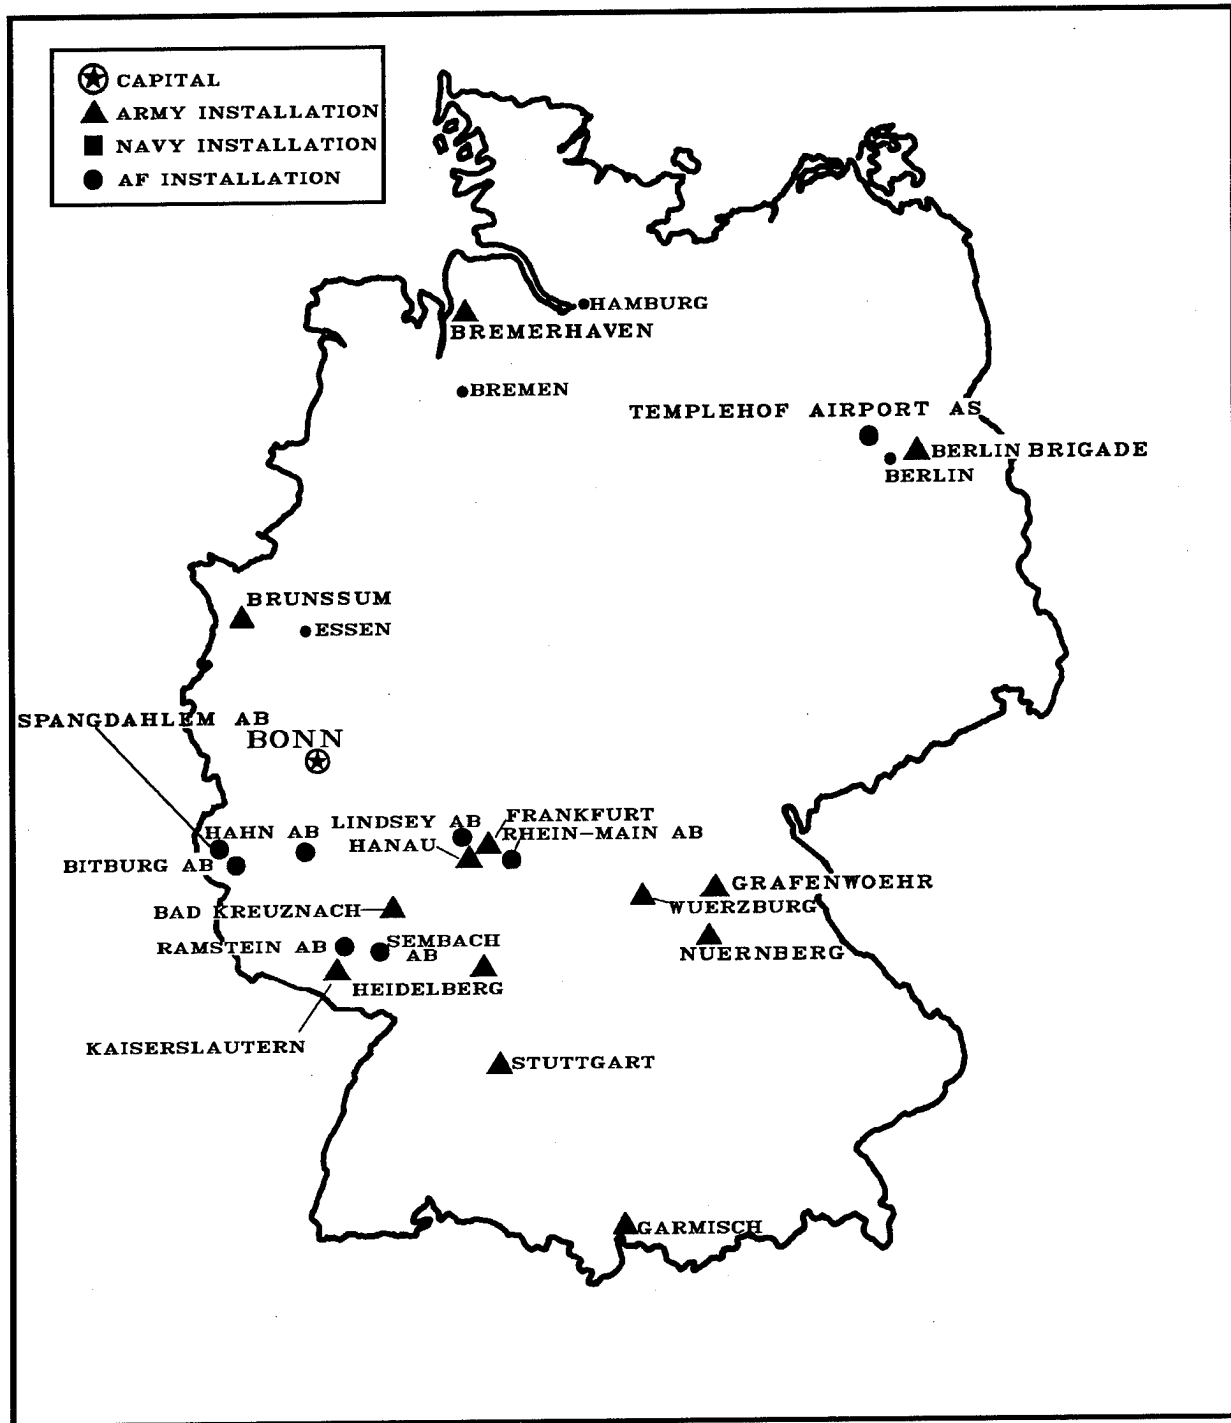 CAPITAL
ARMY INSTALLATION
NAVY INSTALLATION
AF INSTALLATION
HAMBURG
BREMERHAVEN
BREMEN
TEMPLEHOF AIRPORT AS
BERLIN BRIGADE
BERLIN
BRUNSSUM
ESSEN
SPANGDAHLEM AB
BONN
FRANKFURT
LINDSEY AB
HAHN AB
RHEIN-MAIN AB
HANAU
BITBURG AB
GRAFENWOEHR
WUERZBURG
BAD KREUZNACH
SEMBACH
AB
RAMSTEIN AB
NUERNBERG
HEIDELBERG
KAISERSLAUTERN
STUTTGART
GARMISCH